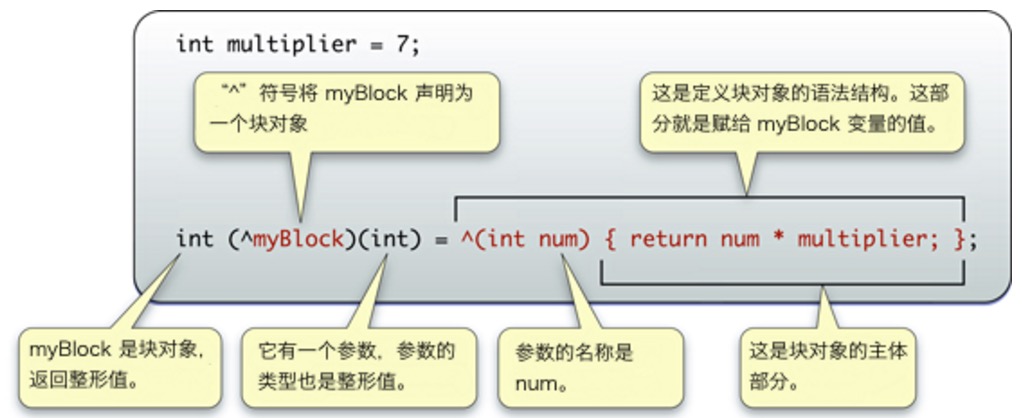 int multiplier = 7;
“^”符号将 myBlock 声明为
一个块对象
这是定义块对象的语法结构。这部
分就是赋给 myBlock 变量的值。
int (^myBlock)(int) = ^(int num) { return num * multiplier; };
myBlock 是块对象,
返回整形值。
它有一个参数, 参数的
类型也是整形值。
参数的名称是
num。
这是块对象的主体
部分。